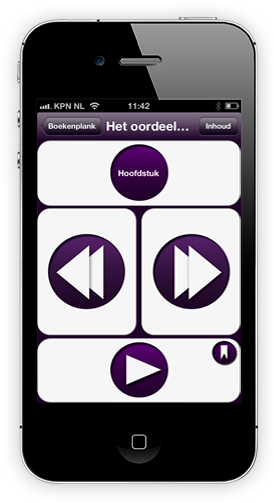 KPN NL 11:42
Boekenplank Het oordeel... Inhoud
Hoofdstuk